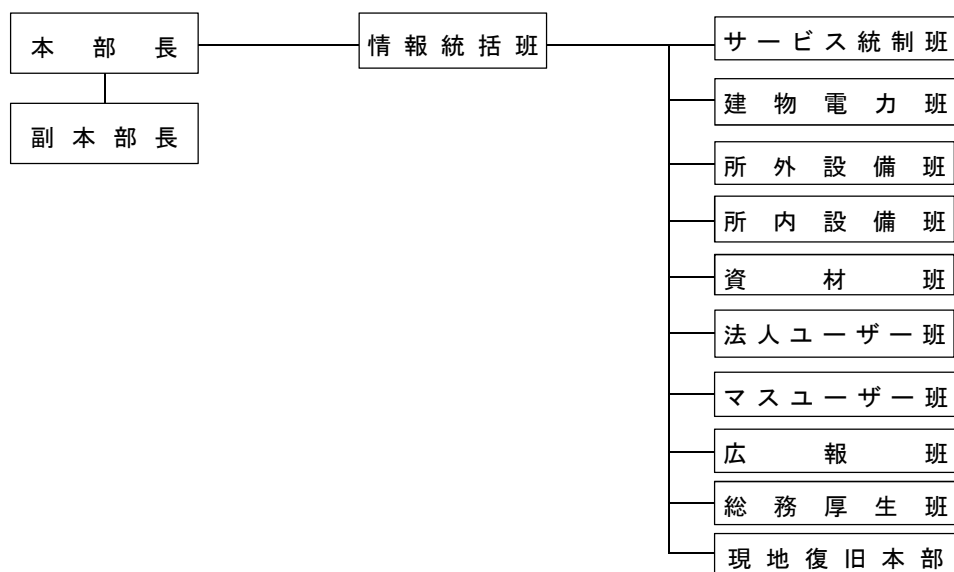 本部長
情報統括班
サービス統制班
副本部長
建物電力班
所外設備班
所内設備班
資材班
法人ユーザー班
マスユーザー班
広報班
総務厚生班
現地復旧本部